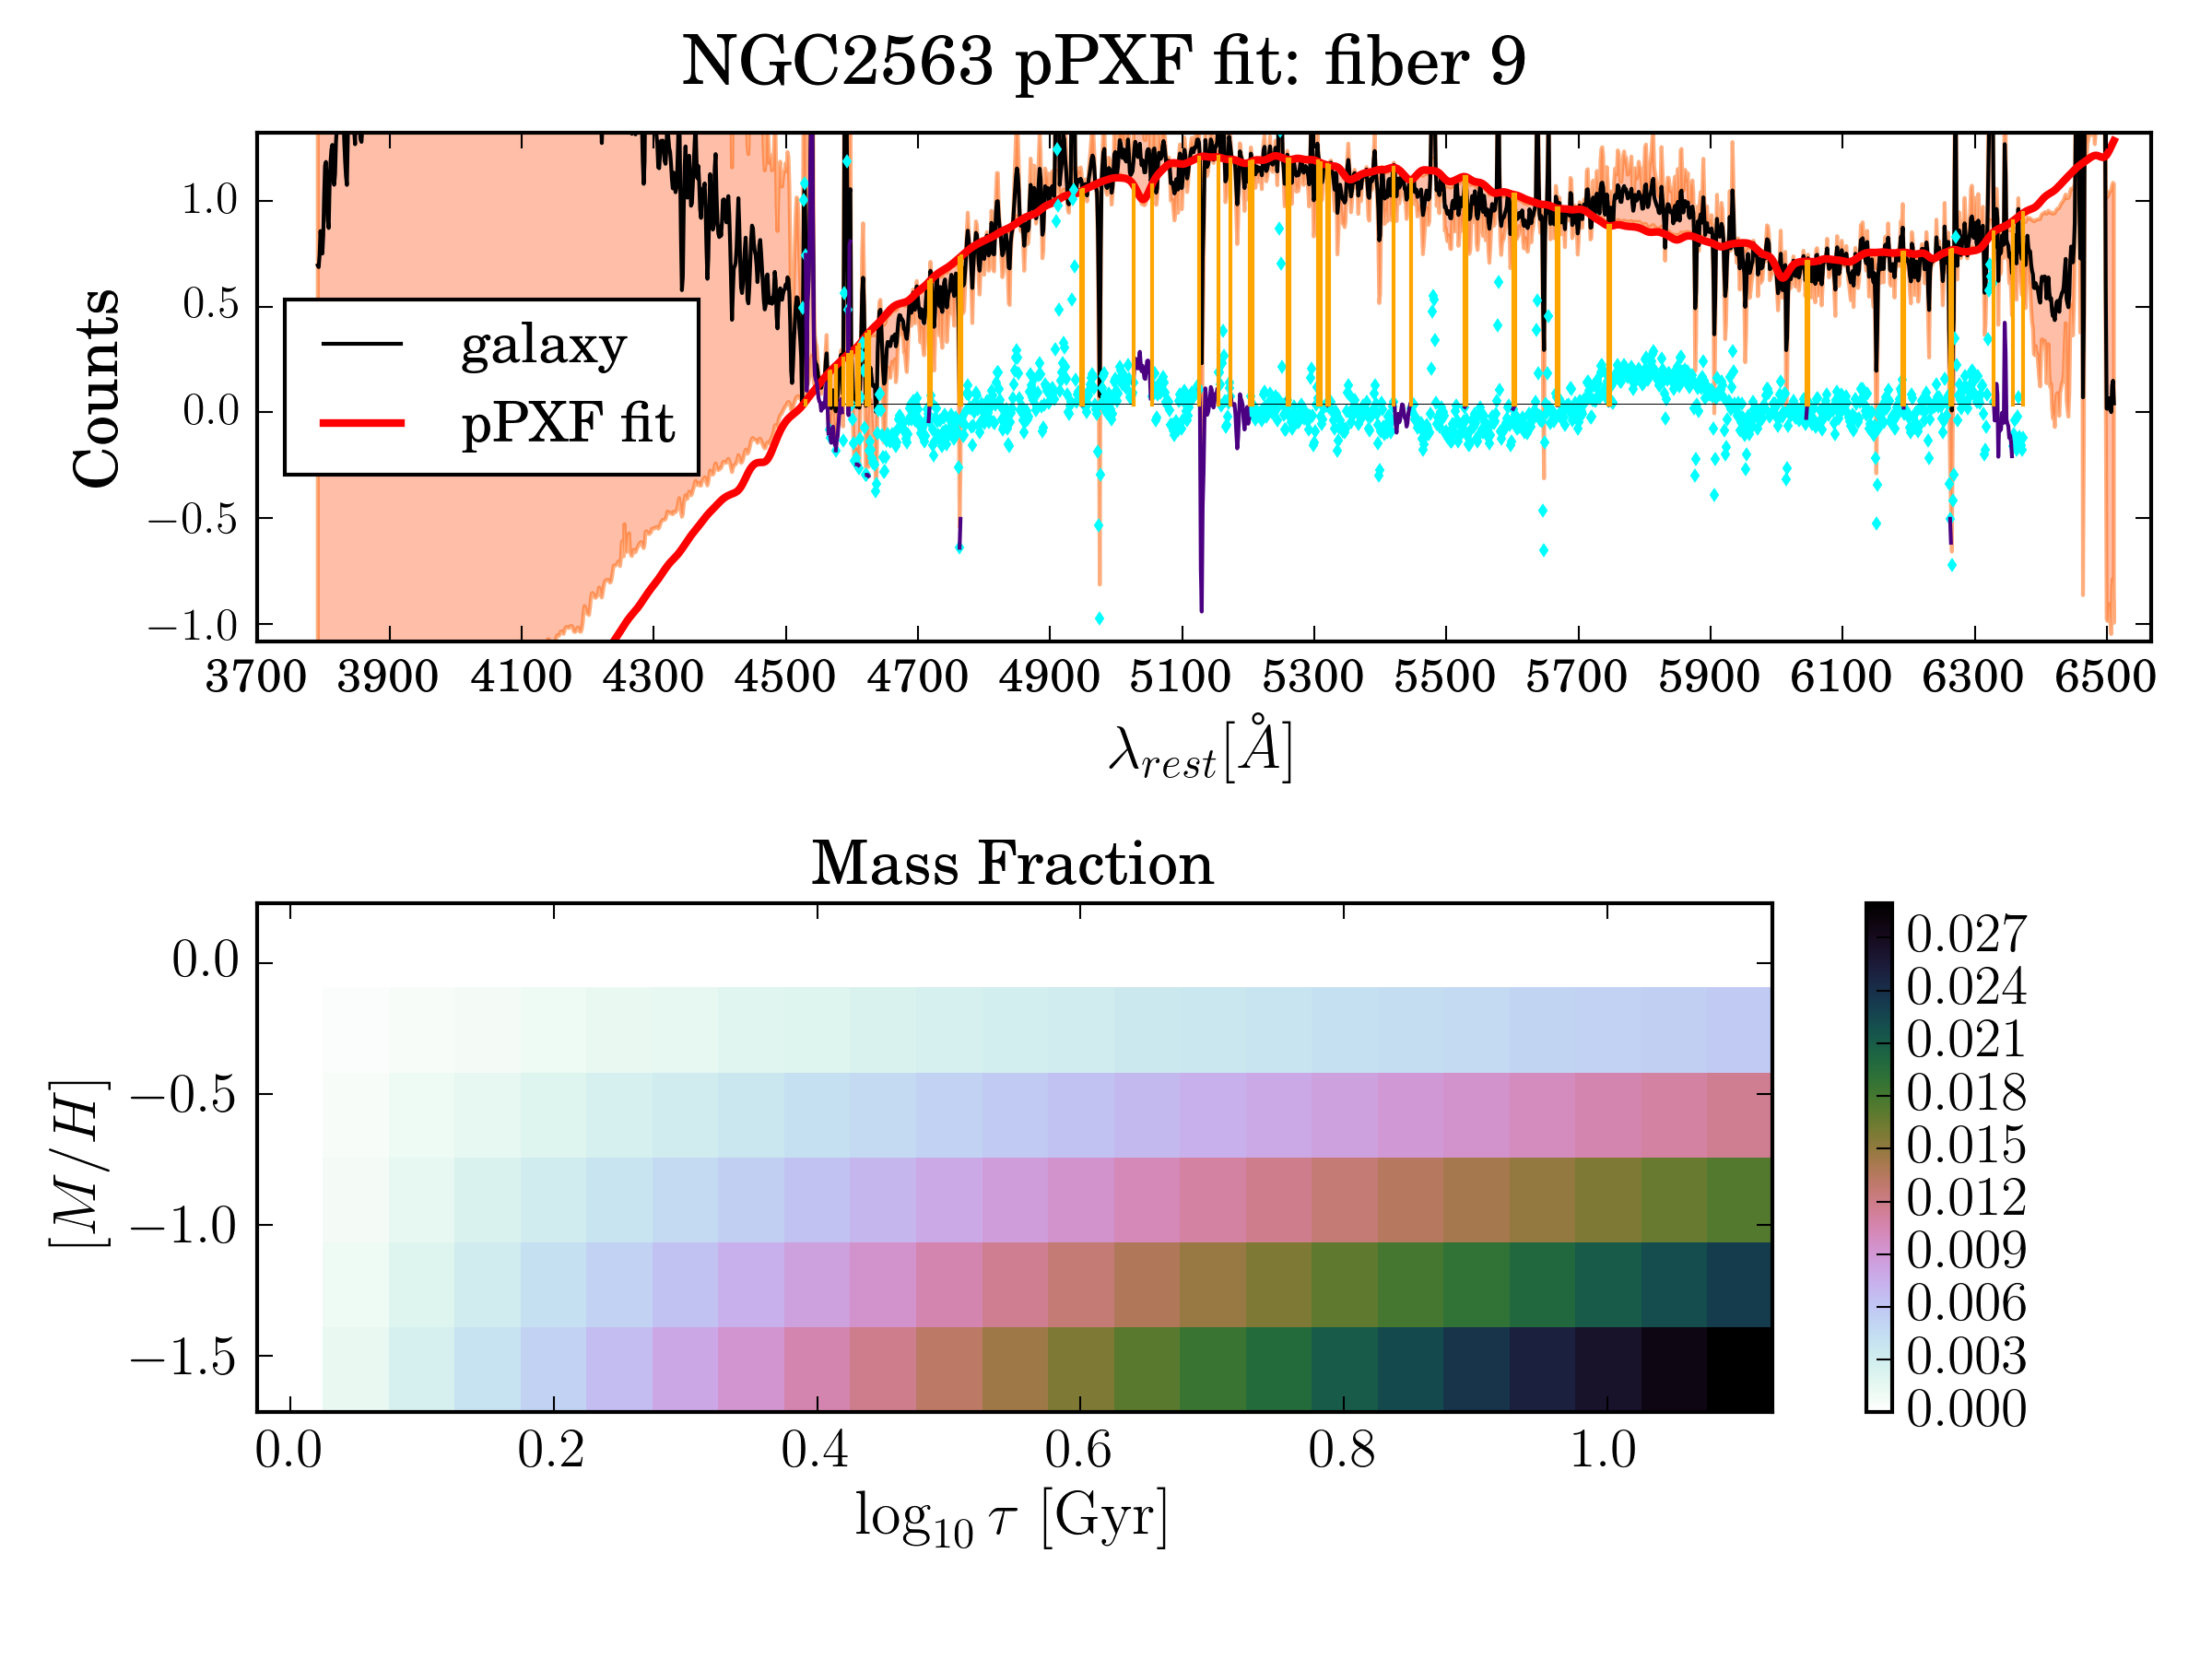 NGC2563 pPXF fit: fiber 9
Counts
1.0
0.5
0.0
−0.5
−1.0
galaxy
pPXF fit
3700 3900 4100 4300 4500 4700 4900 5100 5300 5500 5700 5900 6100 6300 6500
λrest[Å]
Mass Fraction
[M/H]
0.0
−0.5
−1.0
−1.5
0.0 0.2 0.4 0.6 0.8 1.0
log10 τ [Gyr]
0.027
0.024
0.021
0.018
0.015
0.012
0.009
0.006
0.003
0.000